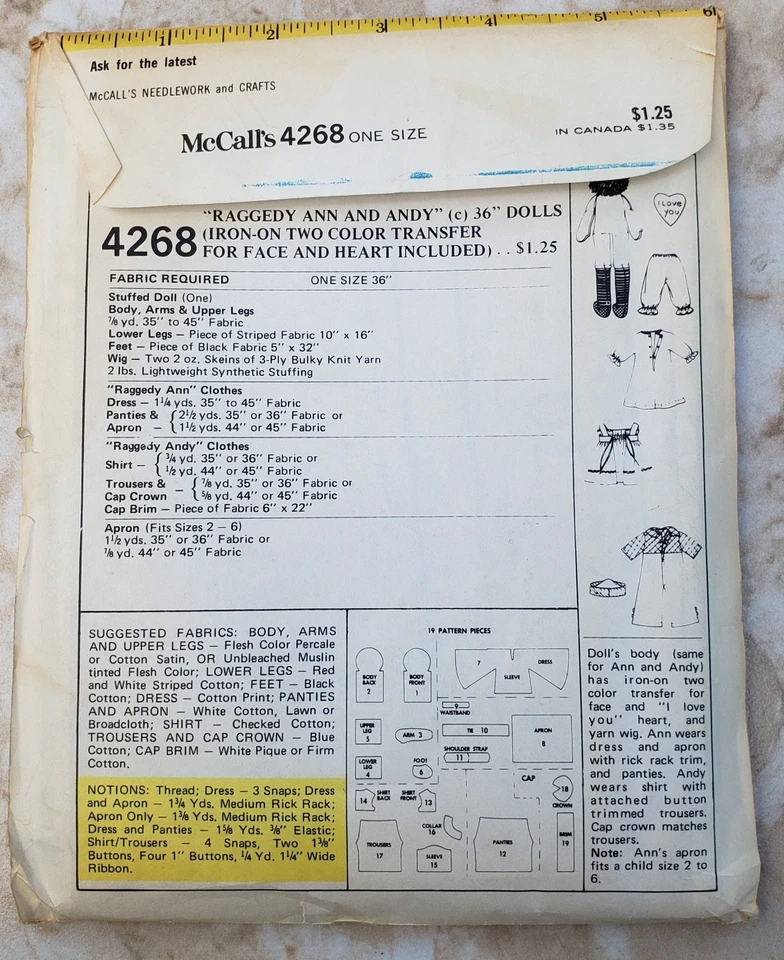 1 2 3 4 5 6
Ask for the latest
McCALL'S NEEDLEWORK and CRAFTS
McCall's 4268 ONE SIZE
$1.25
IN CANADA $1.35
4268
"RAGGEDY ANN AND ANDY" (c) 36" DOLLS
(IRON-ON TWO COLOR TRANSFER
FOR FACE AND HEART INCLUDED) . . $1.25
FABRIC REQUIRED ONE SIZE 36"
Stuffed Doll (One)
Body, Arms & Upper Legs
7/8 yd. 35" to 45" Fabric
Lower Legs – Piece of Striped Fabric 10" x 16"
Feet – Piece of Black Fabric 5" x 32"
Wig – Two 2 oz. Skeins of 3-Ply Bulky Knit Yarn
2 lbs. Lightweight Synthetic Stuffing
"Raggedy Ann" Clothes
Dress – 1 1/4 yds. 35" to 45" Fabric
Panties & { 2 1/2 yds. 35" or 36" Fabric or
Apron – { 1 1/2 yds. 44" or 45" Fabric
"Raggedy Andy" Clothes
Shirt – { 3/4 yd. 35" or 36" Fabric or
1/2 yd. 44" or 45" Fabric
Trousers & { 7/8 yd. 35" or 36" Fabric or
Cap Crown – { 5/8 yd. 44" or 45" Fabric
Cap Brim – Piece of Fabric 6" x 22"
Apron (Fits Sizes 2 – 6)
1 1/2 yds. 35" or 36" Fabric or
7/8 yd. 44" or 45" Fabric
I Love
you
SUGGESTED FABRICS: BODY, ARMS
AND UPPER LEGS – Flesh Color Percale
or Cotton Satin, OR Unbleached Muslin
tinted Flesh Color; LOWER LEGS – Red
and White Striped Cotton; FEET – Black
Cotton; DRESS – Cotton Print; PANTIES
AND APRON – White Cotton, Lawn or
Broadcloth; SHIRT – Checked Cotton;
TROUSERS AND CAP CROWN – Blue
Cotton; CAP BRIM – White Pique or Firm
Cotton.
NOTIONS: Thread; Dress – 3 Snaps; Dress
and Apron – 1 3/4 Yds. Medium Rick Rack;
Apron Only – 1 3/8 Yds. Medium Rick Rack;
Dress and Panties – 1 5/8 Yds. 3/8" Elastic;
Shirt/Trousers – 4 Snaps, Two 1 3/8"
Buttons, Four 1" Buttons, 1/4 Yd. 1 1/4" Wide
Ribbon.
19 PATTERN PIECES
BODY
BACK
2
BODY
FRONT
1
7
SLEEVE
DRESS
9
WAISTBAND
UPPER
LEG
5
ARM 3
TIE 10
APRON
8
SHOULDER STRAP
11
LOWER
LEG
4
FOOT
6
CAP
18
CROWN
14
SHIRT
BACK
SHIRT
FRONT
13
COLLAR
16
BRIM
19
TROUSERS
17
SLEEVE
15
PANTIES
12
Doll's body (same
for Ann and Andy)
has iron-on two
color transfer for
face and "I love
you" heart, and
yarn wig. Ann wears
dress and apron
with rick rack trim,
and panties. Andy
wears shirt with
attached button
trimmed trousers.
Cap crown matches
trousers.
Note: Ann's apron
fits a child size 2 to
6.